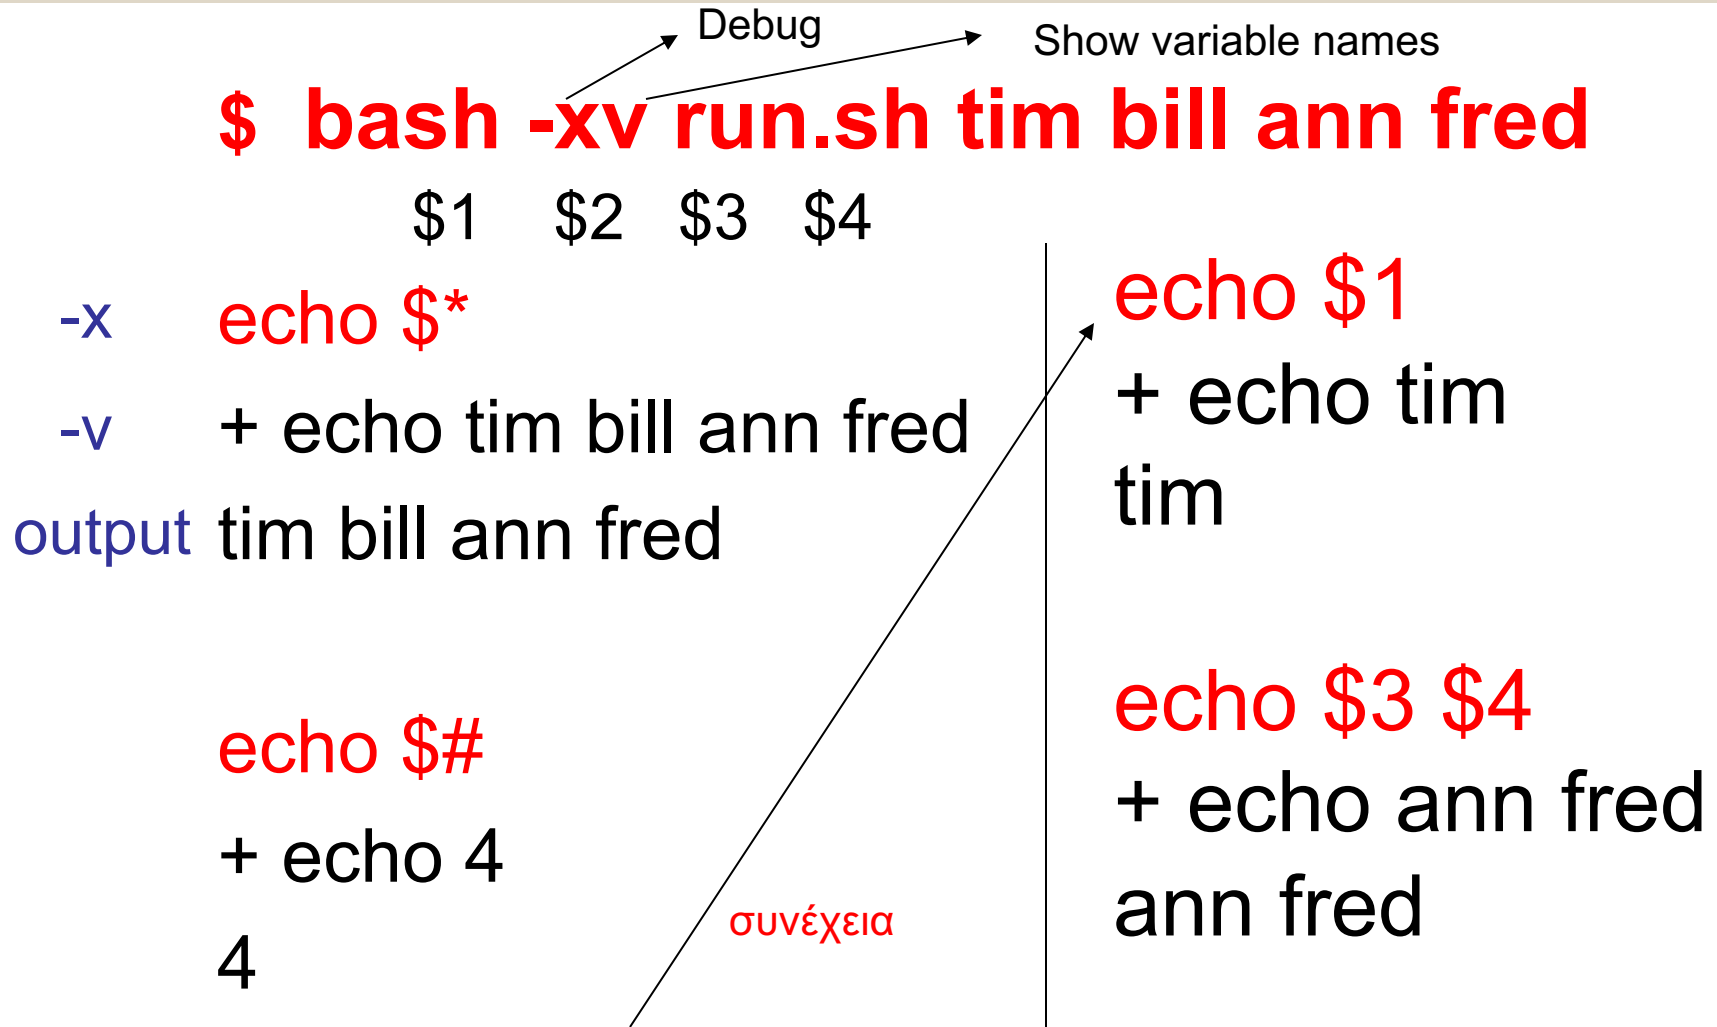 Debug
Show variable names
$ bash -xv run.sh tim bill ann fred
$1 $2 $3 $4
-x echo $*
-v + echo tim bill ann fred
output tim bill ann fred
echo $#
+ echo 4
4
συνέχεια
echo $1
+ echo tim
tim
echo $3 $4
+ echo ann fred
ann fred